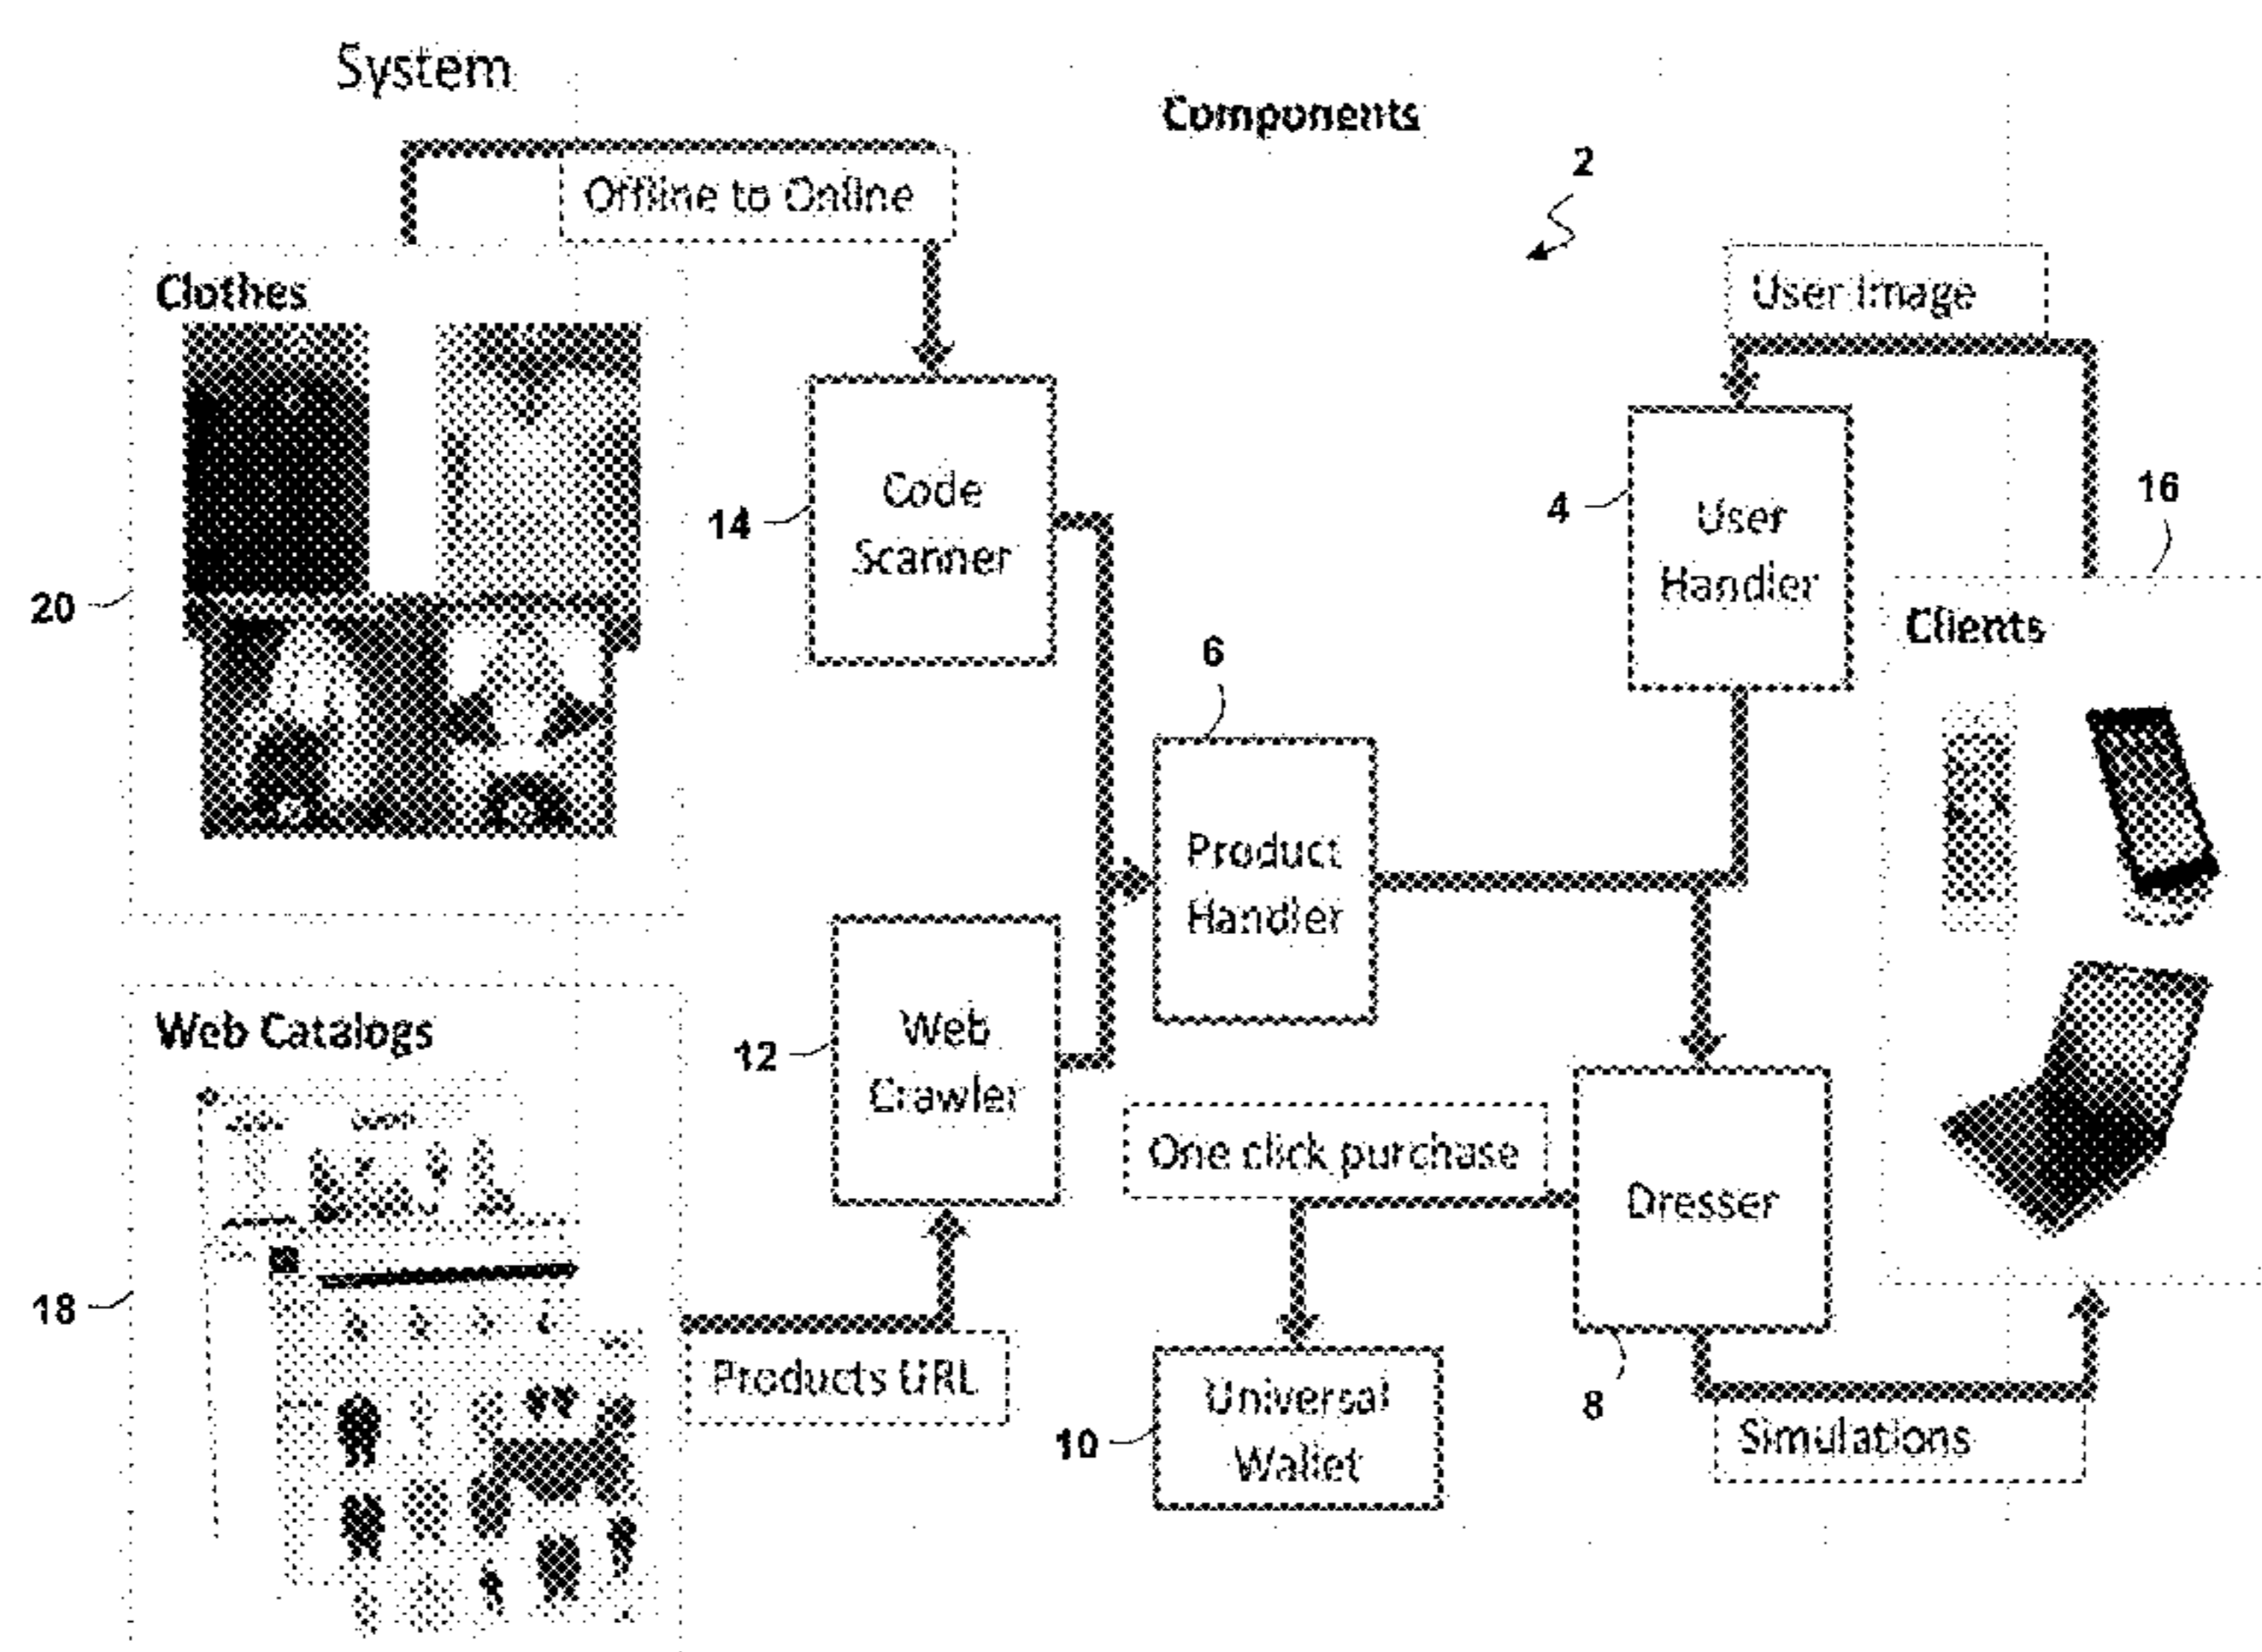 System
Components
Offline to Online
2
Clothes
User Image
14
Code
Scanner
4
User
Handler
16
20
Clients
6
Product
Handler
Web Catalogs
12
Web
Crawler
One click purchase
Dresser
18
Products URL
10
Universal
Wallet
8
Simulations